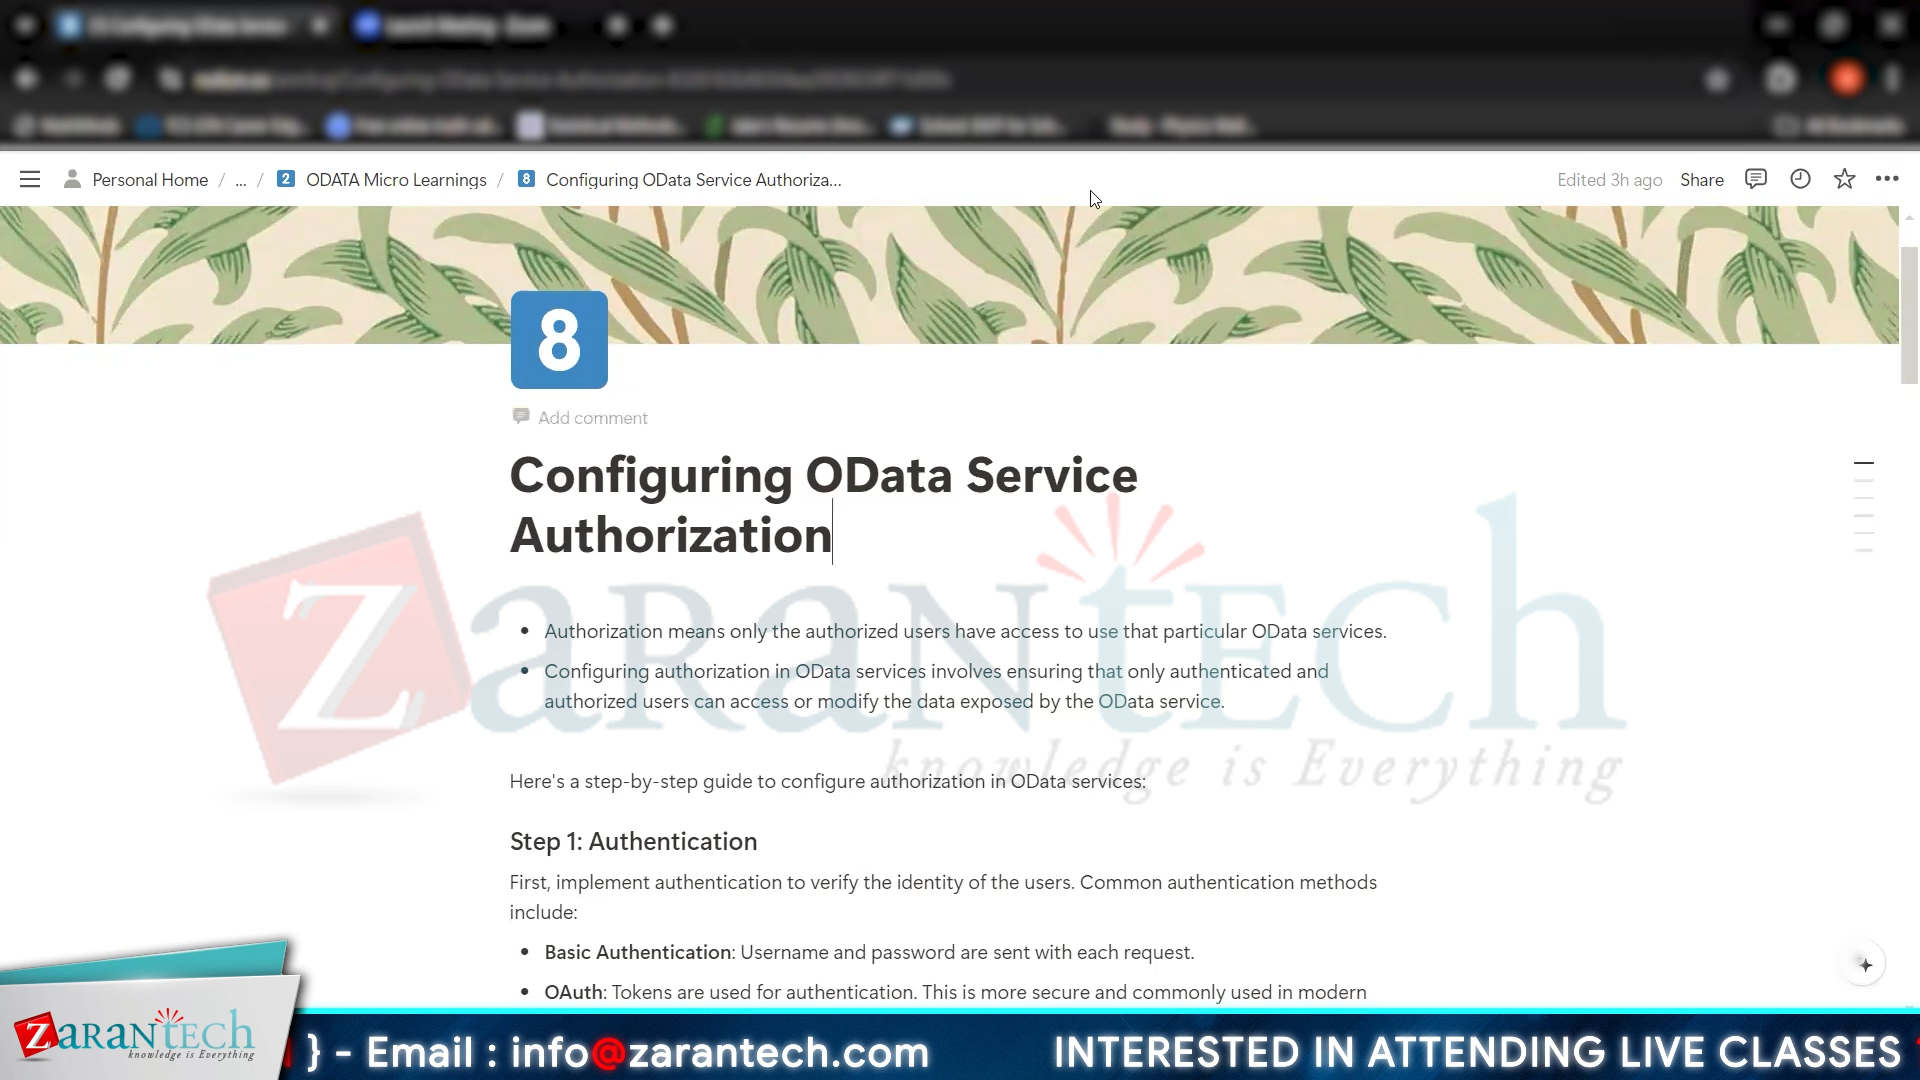 Personal Home / ... / 2 ODATA Micro Learnings / 8 Configuring OData Service Authoriza...
Edited 3h ago Share
8
Add comment
Configuring OData Service
Authorization
• Authorization means only the authorized users have access to use that particular OData services.
• Configuring authorization in OData services involves ensuring that only authenticated and
authorized users can access or modify the data exposed by the OData service.
ZaranTech
knowledge is Everything
Here's a step-by-step guide to configure authorization in OData services:
Step 1: Authentication
First, implement authentication to verify the identity of the users. Common authentication methods
include:
• Basic Authentication: Username and password are sent with each request.
• OAuth: Tokens are used for authentication. This is more secure and commonly used in modern
ZaranTech
knowledge is Everything
} - Email : info@zarantech.com
INTERESTED IN ATTENDING LIVE CLASSES